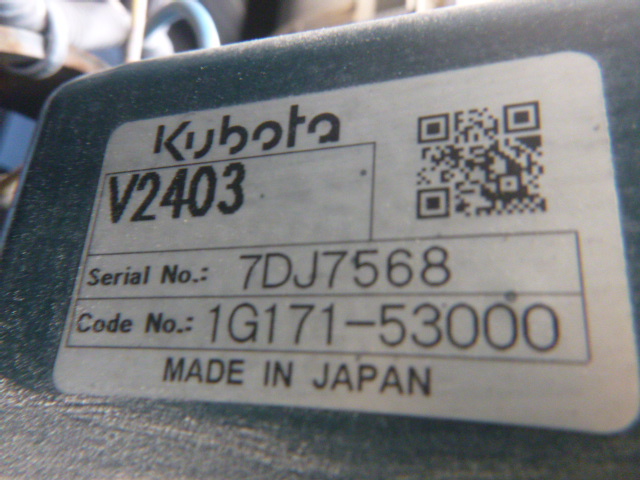 Kubota
V2403
Serial No.: 7DJ7568
Code No.: 1G171-53000
MADE IN JAPAN